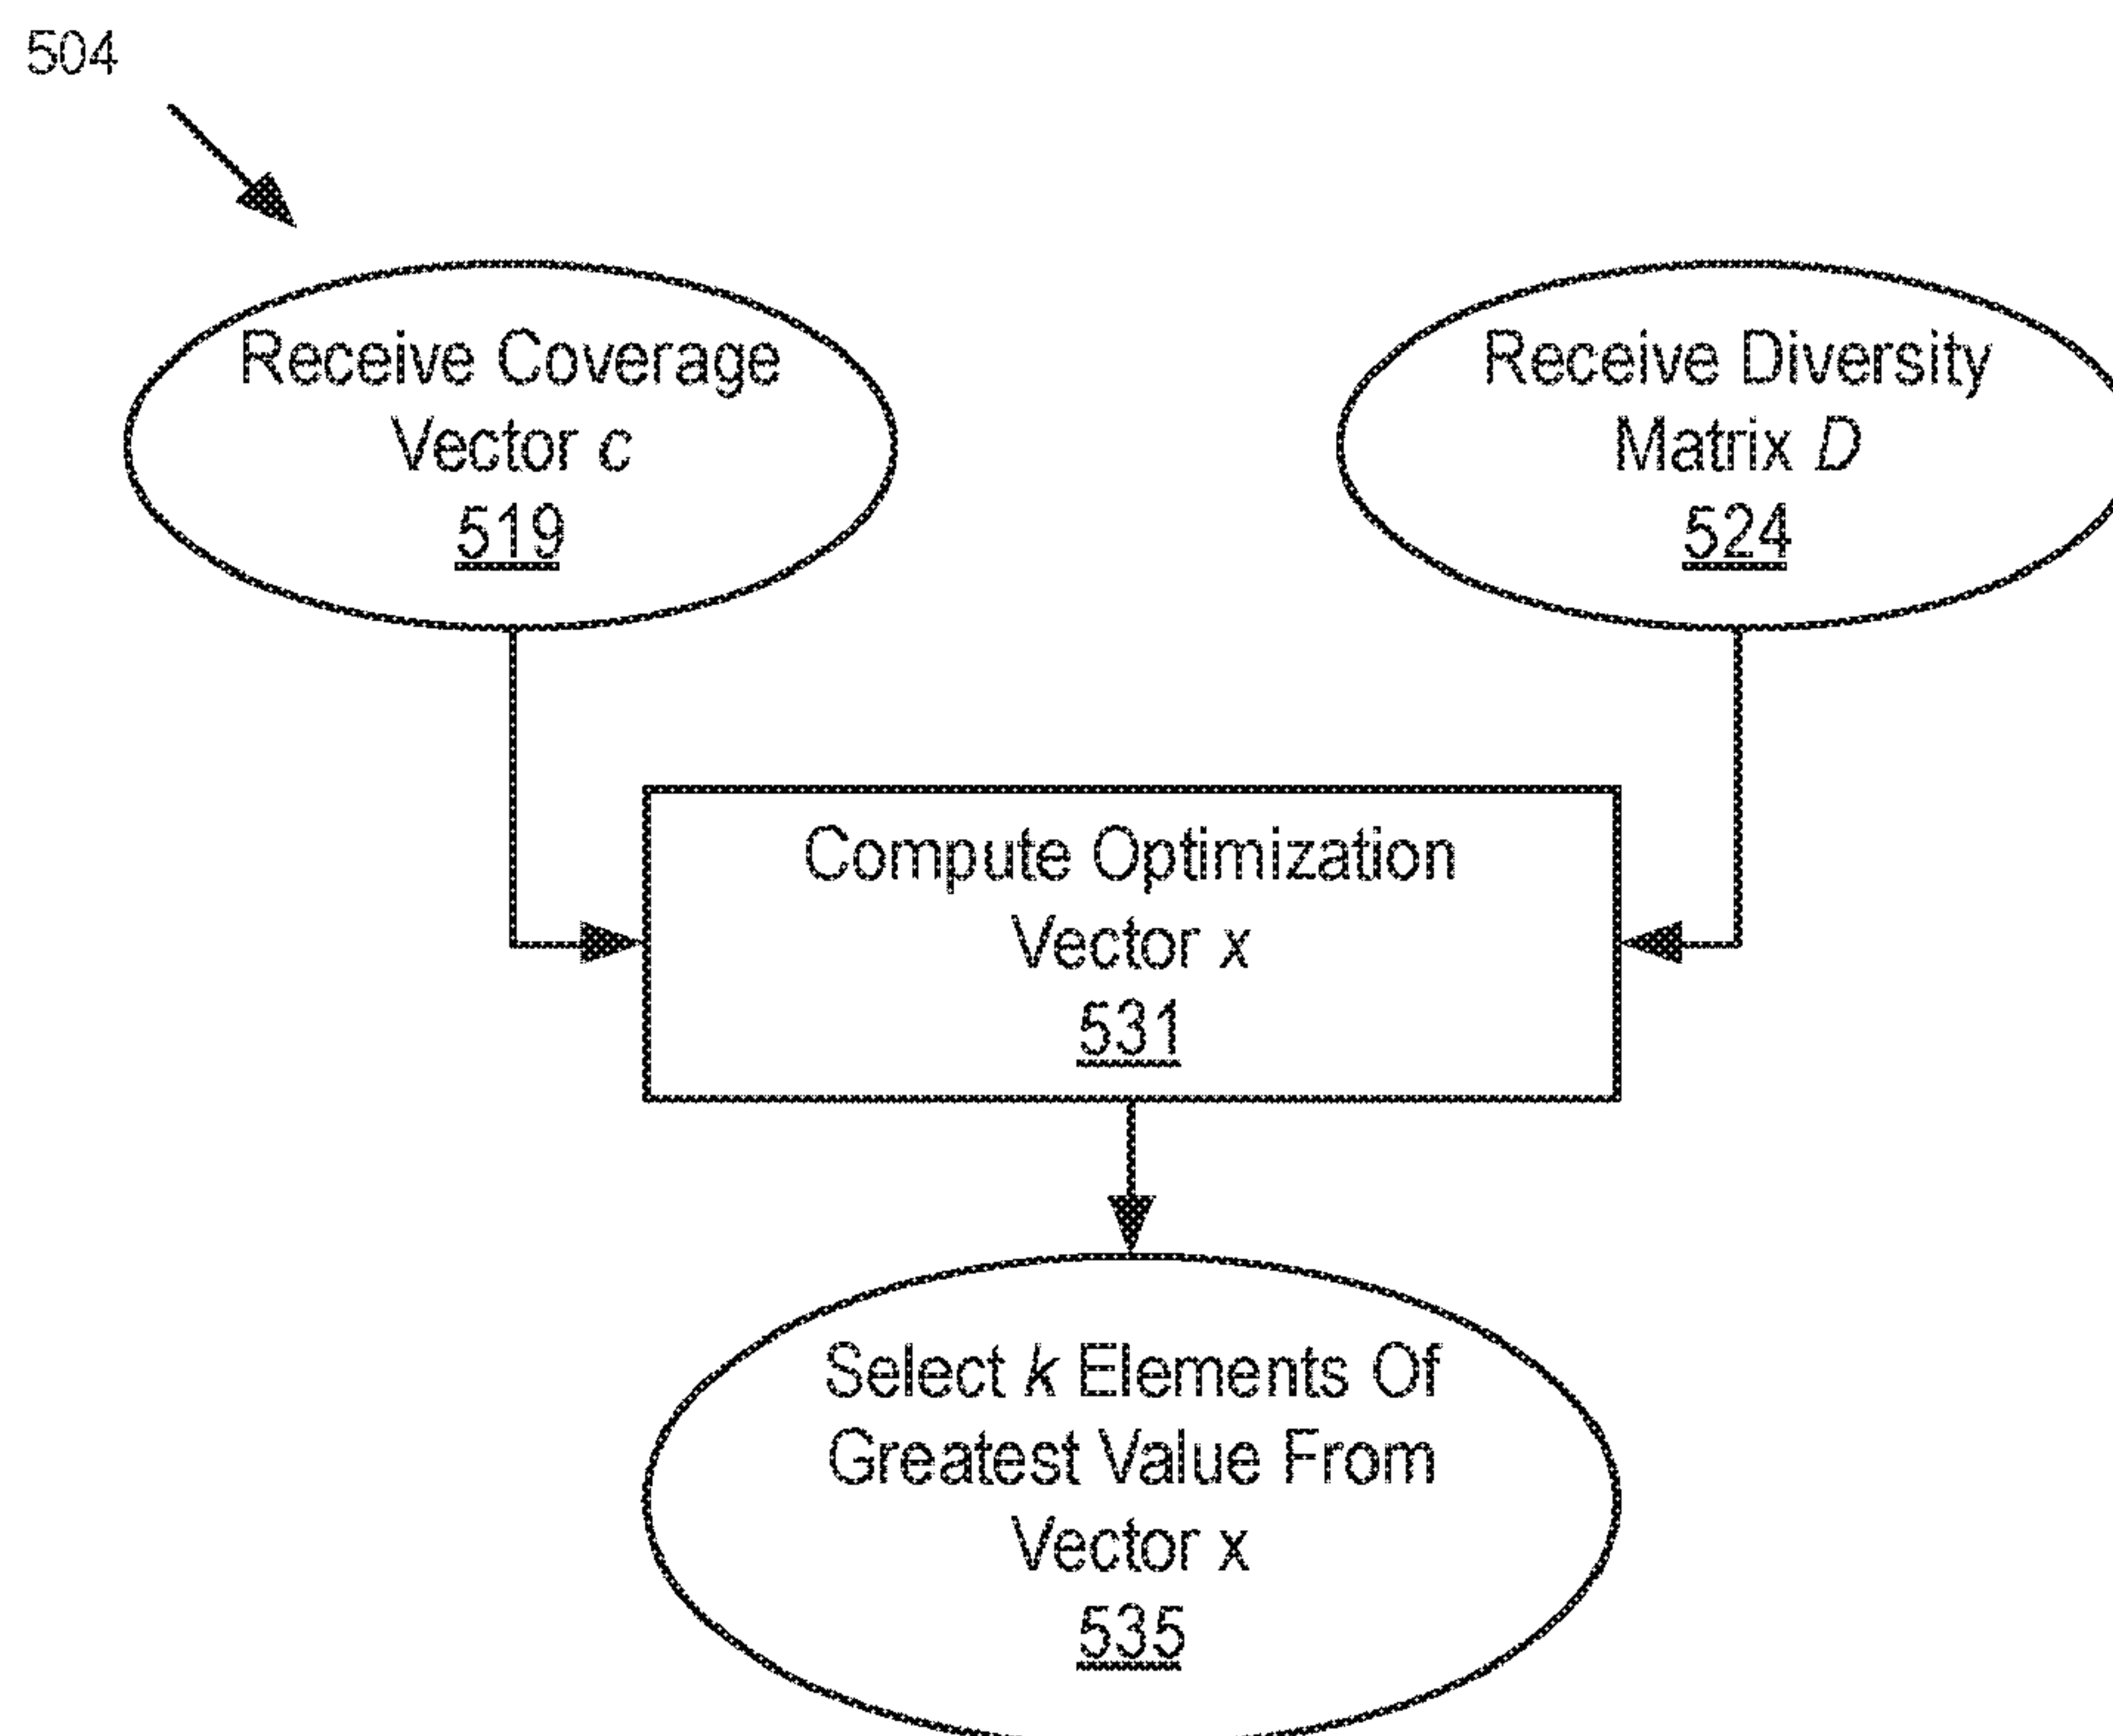 504
Receive Coverage
Vector c
519
Receive Diversity
Matrix D
524
Compute Optimization
Vector x
531
Select k Elements Of
Greatest Value From
Vector x
535